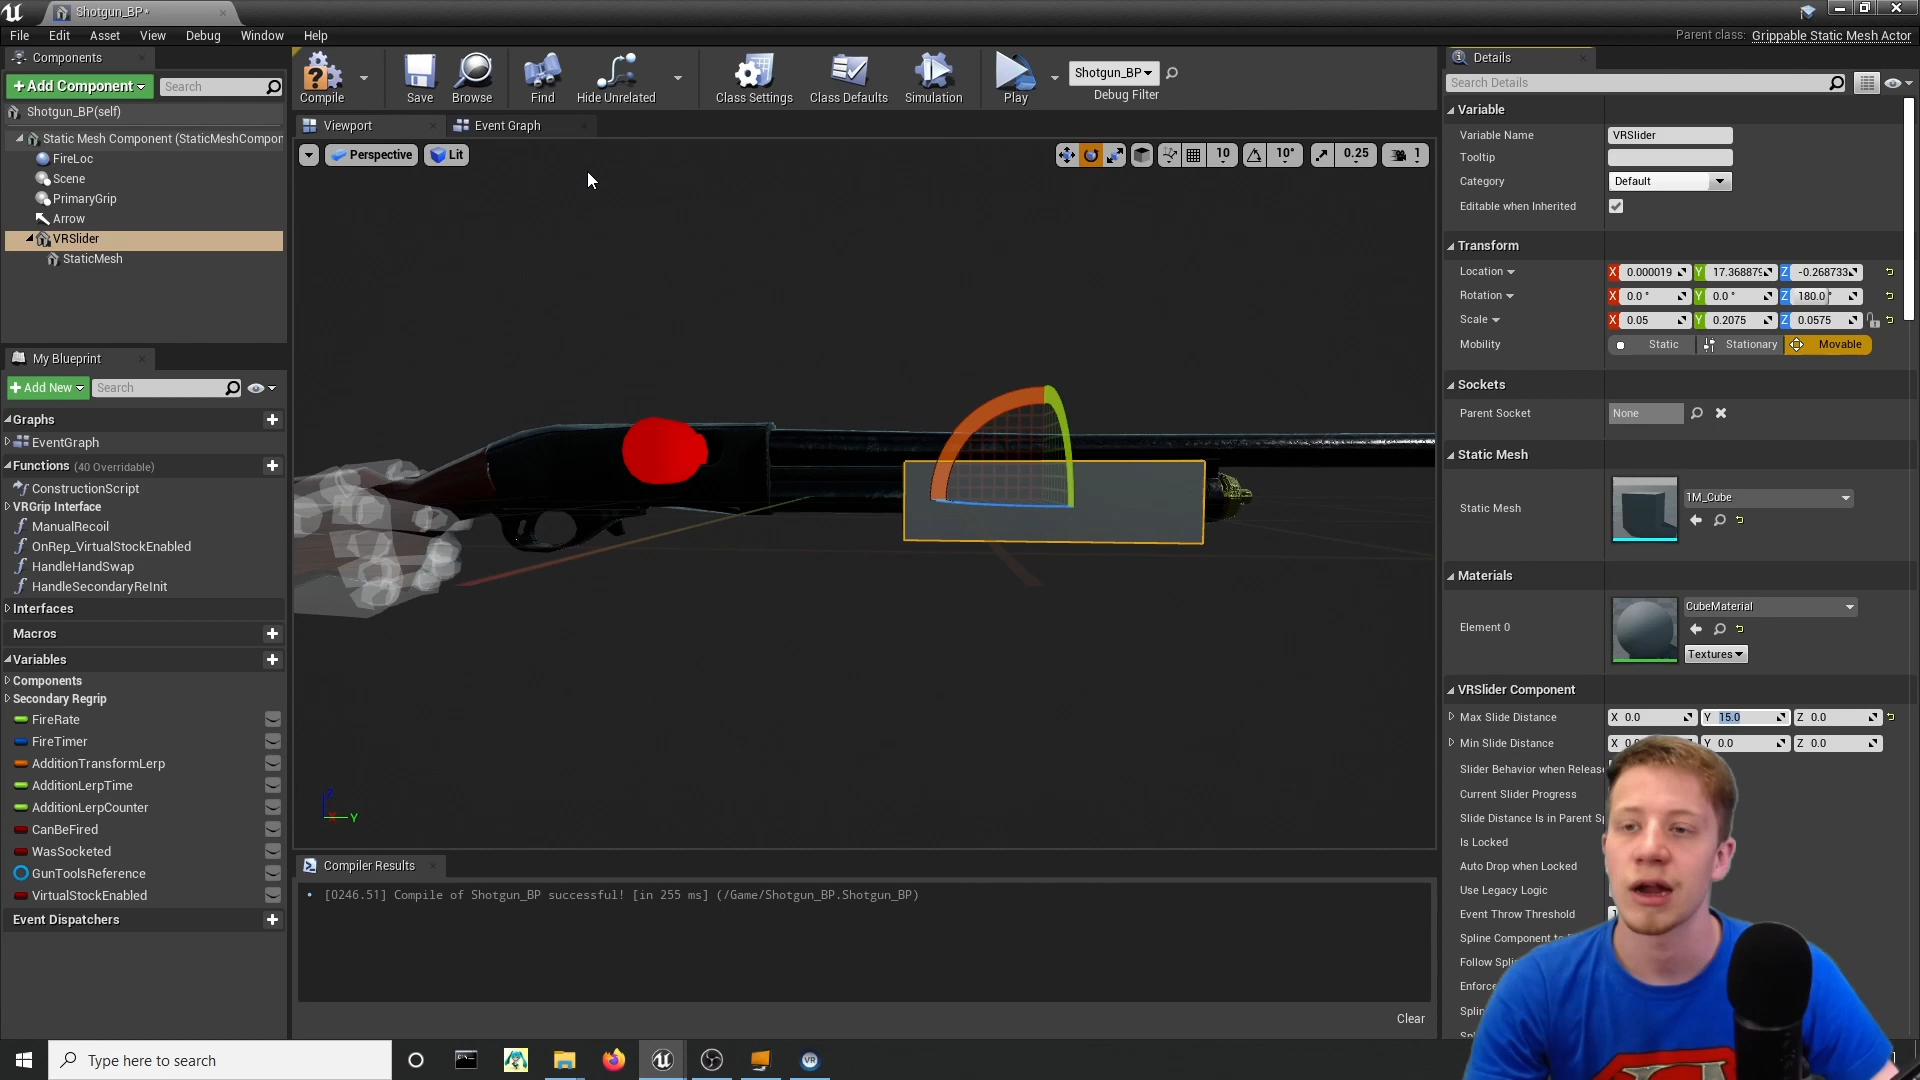 Shotgun_BP*
File Edit Asset View Debug Window Help
Parent class: Grippable Static Mesh Actor
Components
+Add Component Search
Shotgun_BP(self)
Static Mesh Component (StaticMeshCompon
FireLoc
Scene
PrimaryGrip
Arrow
VRSlider
StaticMesh
Compile Save Browse Find Hide Unrelated Class Settings Class Defaults Simulation Play
Shotgun_BP
Debug Filter
Viewport Event Graph
Perspective Lit 10 10° 0.25 1
My Blueprint
+Add New Search
Graphs
EventGraph
Functions (40 Overridable)
ConstructionScript
VRGrip Interface
ManualRecoil
OnRep_VirtualStockEnabled
HandleHandSwap
HandleSecondaryReInit
Interfaces
Macros
Variables
Components
Secondary Regrip
FireRate
FireTimer
AdditionTransformLerp
AdditionLerpTime
AdditionLerpCounter
CanBeFired
WasSocketed
GunToolsReference
VirtualStockEnabled
Event Dispatchers
Z
X Y
Compiler Results
• [0246.51] Compile of Shotgun_BP successful! [in 255 ms] (/Game/Shotgun_BP.Shotgun_BP)
Clear
Details
Search Details
Variable
Variable Name VRSlider
Tooltip
Category Default
Editable when Inherited
Transform
Location X 0.000019 Y 17.368879 Z -0.268733
Rotation X 0.0 ° Y 0.0 ° Z 180.0 °
Scale X 0.05 Y 0.2075 Z 0.0575
Mobility Static Stationary Movable
Sockets
Parent Socket None
Static Mesh
Static Mesh 1M_Cube
Materials
Element 0 CubeMaterial
Textures
VRSlider Component
Max Slide Distance X 0.0 Y 15.0 Z 0.0
Min Slide Distance X 0.0 Y 0.0 Z 0.0
Slider Behavior when Releas
Current Slider Progress
Slide Distance Is in Parent Sp
Is Locked
Auto Drop when Locked
Use Legacy Logic
Event Throw Threshold
Spline Component to
Follow Spli
Enforce
Splin
Type here to search
VR